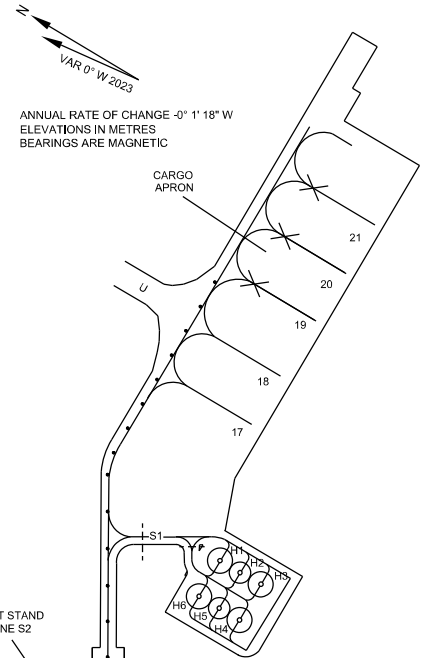 N
VAR 0° W 2023
ANNUAL RATE OF CHANGE -0° 1' 18" W
ELEVATIONS IN METRES
BEARINGS ARE MAGNETIC
CARGO
APRON
21
20
U
19
18
17
S1
H1
H2
H3
H6
H5
H4
T STAND
NE S2